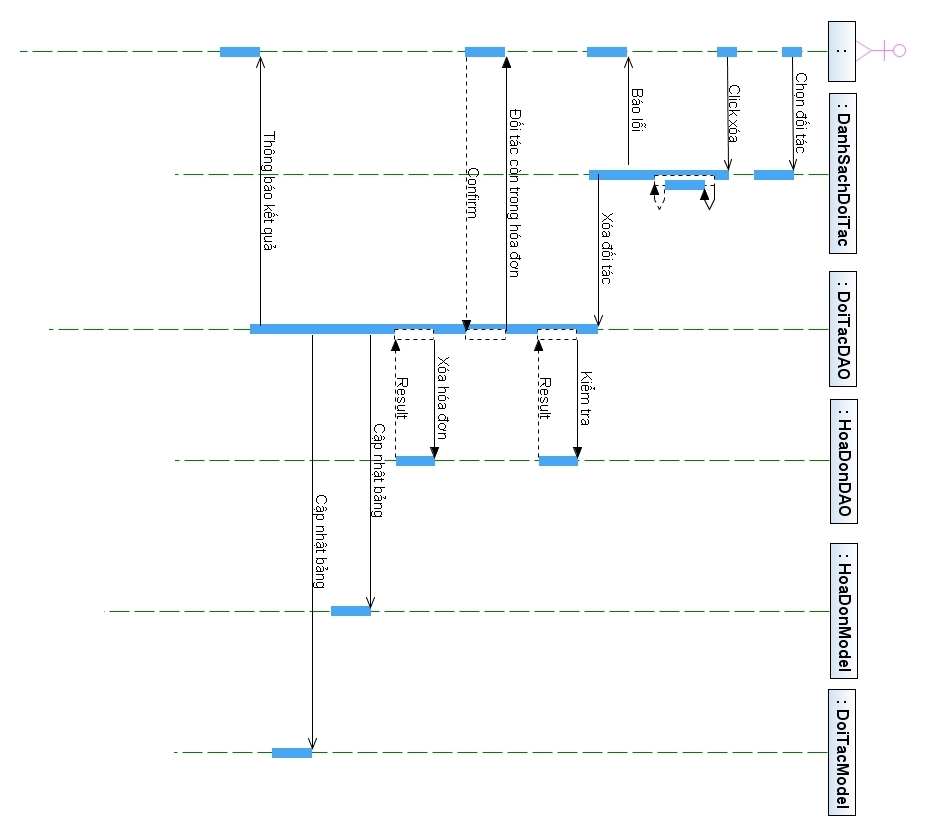 :
: DanhSachDoiTac
: DoiTacDAO
: HoaDonDAO
: HoaDonModel
: DoiTacModel
Chọn đối tác
Click xóa
Báo lỗi
Xóa đối tác
Kiểm tra
Result
Đối tác còn trong hóa đơn
Confirm
Xóa hóa đơn
Result
Cập nhật bảng
Cập nhật bảng
Thông báo kết quả